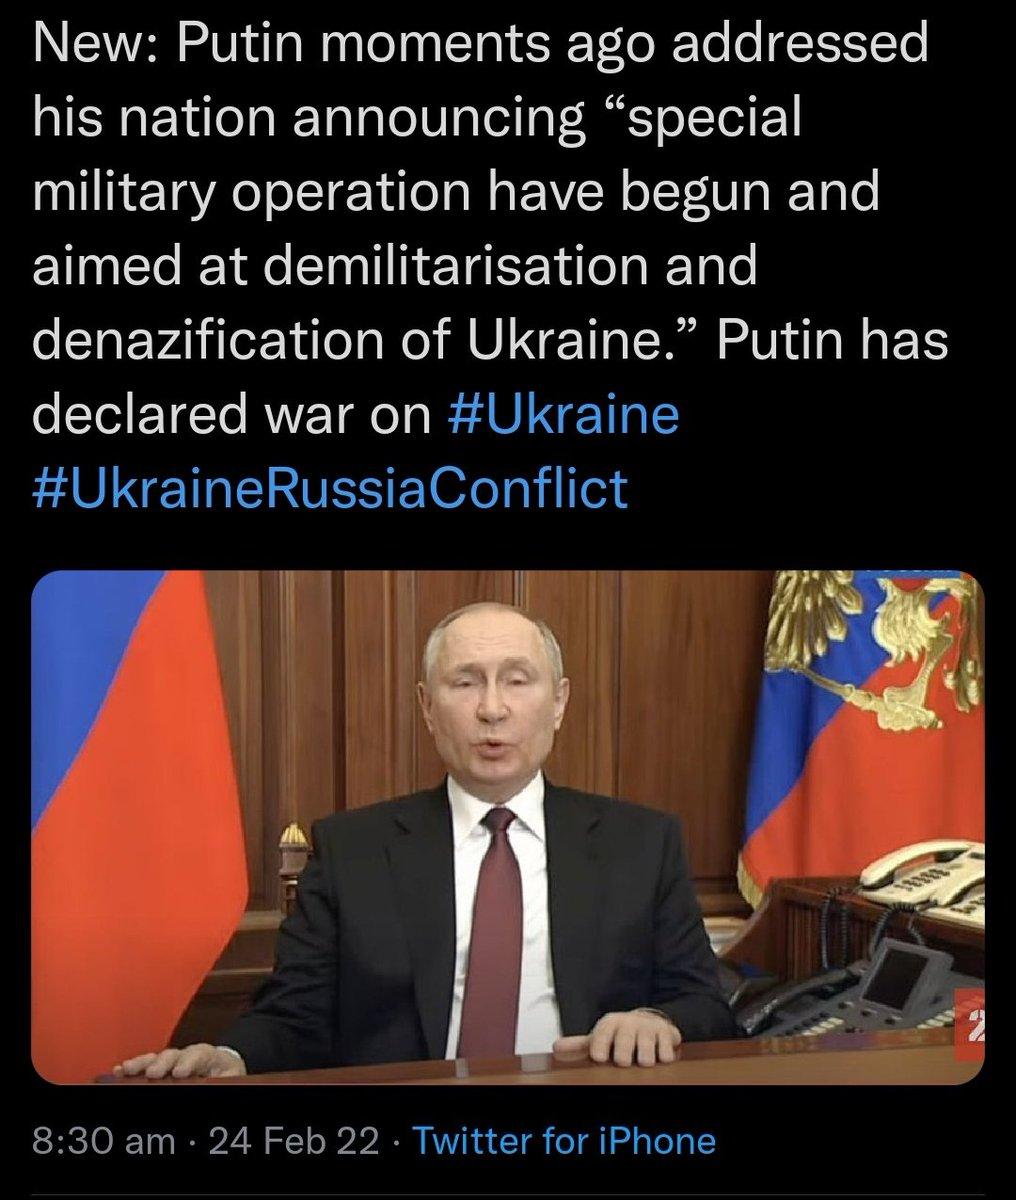 New: Putin moments ago addressed
his nation announcing “special
military operation have begun and
aimed at demilitarisation and
denazification of Ukraine.” Putin has
declared war on #Ukraine
#UkraineRussiaConflict
8:30 am · 24 Feb 22 · Twitter for iPhone